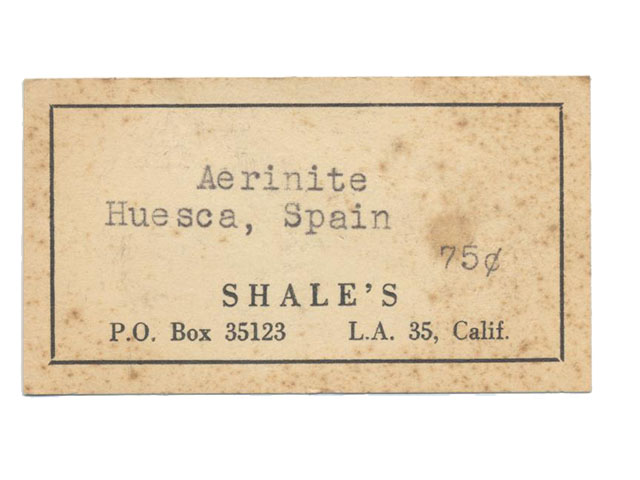 Aerinite
Huesca, Spain
75¢
SHALE'S
P.O. Box 35123 L.A. 35, Calif.